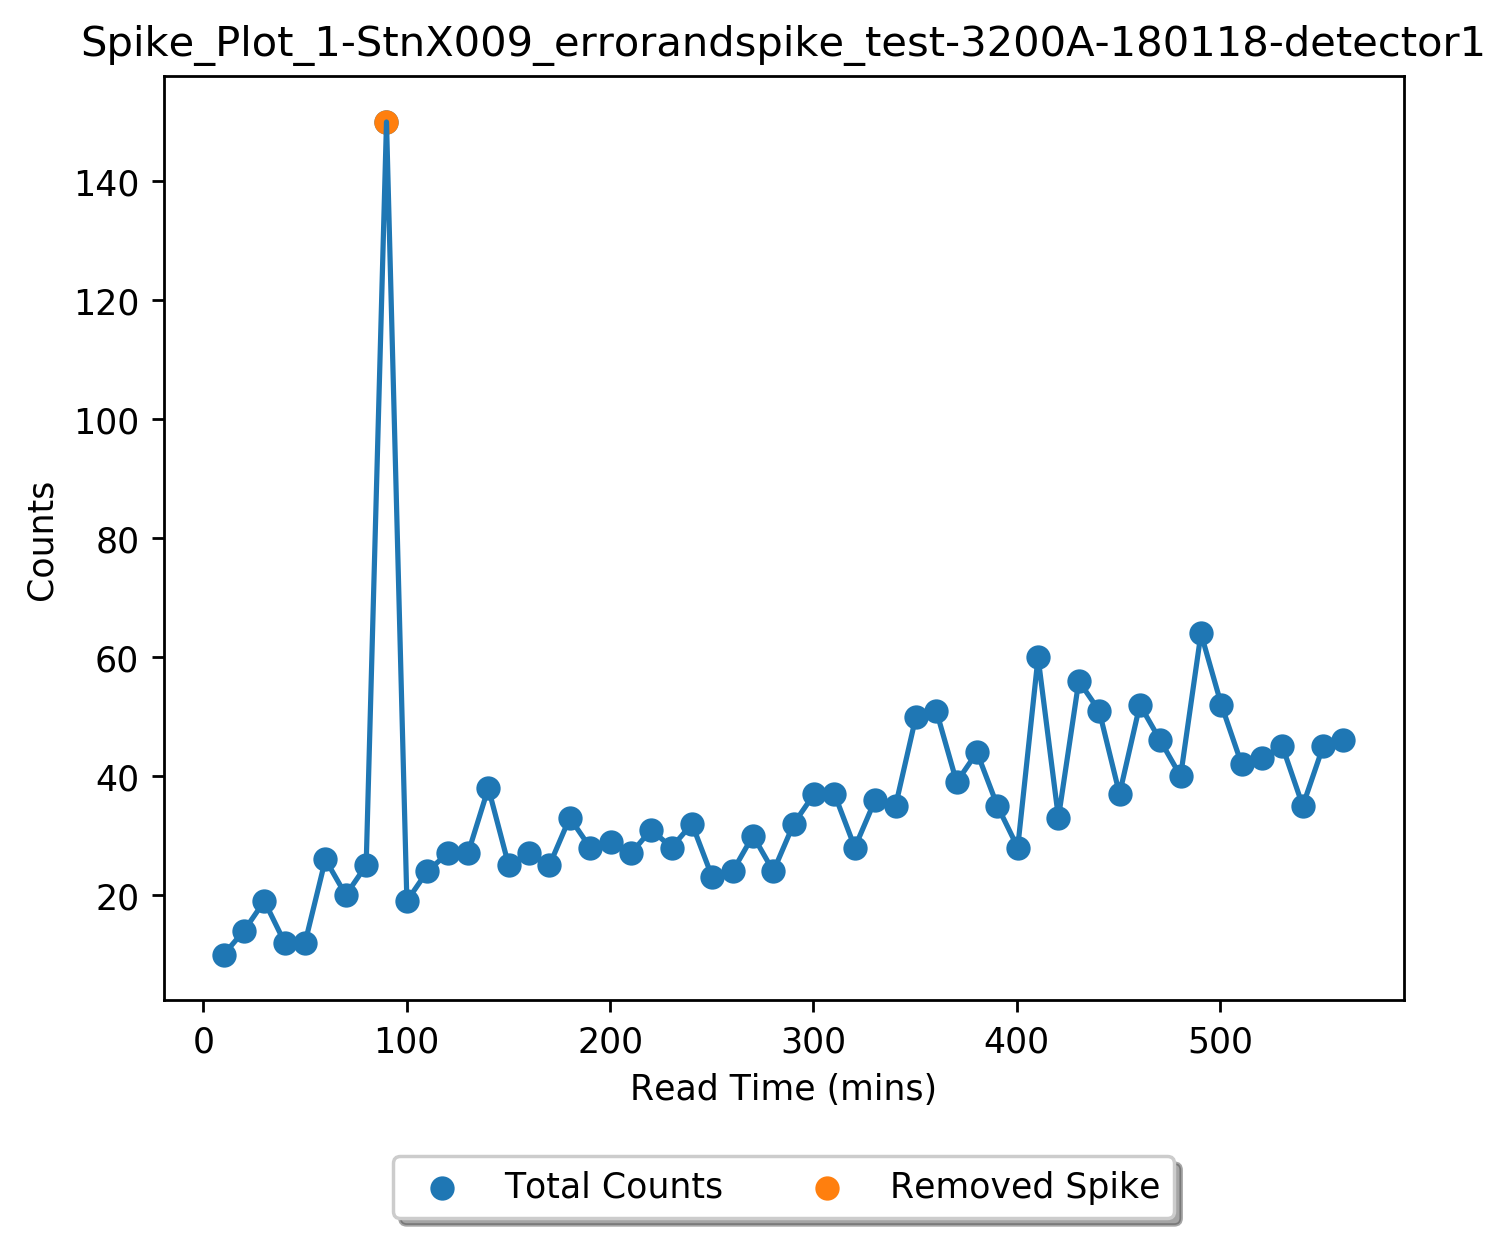 Spike_Plot_1-StnX009_errorandspike_test-3200A-180118-detector1
140
120
100
80
60
40
20
Counts
0 100 200 300 400 500
Read Time (mins)
Total Counts Removed Spike